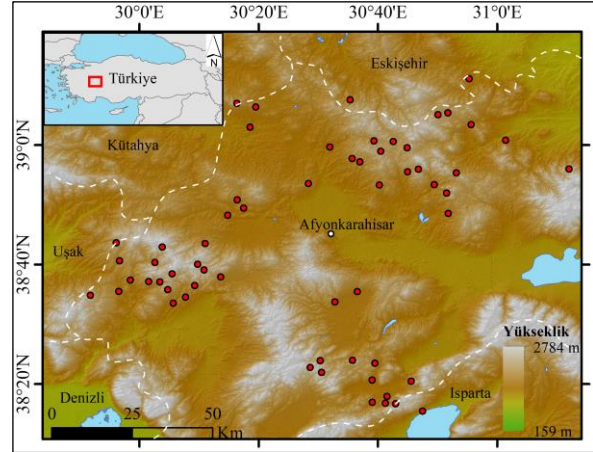 30°0'E 30°20'E 30°40'E 31°0'E
N
Türkiye
Eskişehir
39°0'N
Kütahya
Afyonkarahisar
Uşak
38°40'N
Yükseklik
2784 m
38°20'N
Denizli
Isparta
0 25 50
Km
159 m